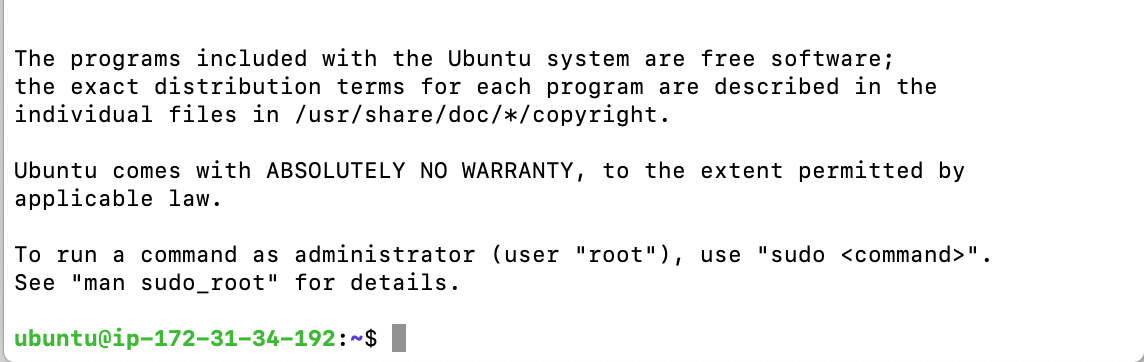 The programs included with the Ubuntu system are free software;
the exact distribution terms for each program are described in the
individual files in /usr/share/doc/*/copyright.
Ubuntu comes with ABSOLUTELY NO WARRANTY, to the extent permitted by
applicable law.
To run a command as administrator (user "root"), use "sudo <command>".
See "man sudo_root" for details.
ubuntu@ip-172-31-34-192:~$